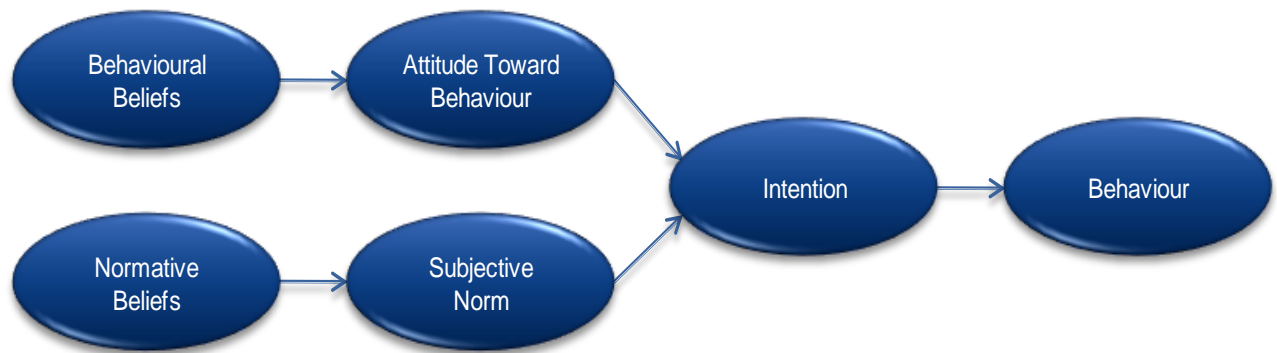 Behavioural
Beliefs
Attitude Toward
Behaviour
Intention
Behaviour
Normative
Beliefs
Subjective
Norm